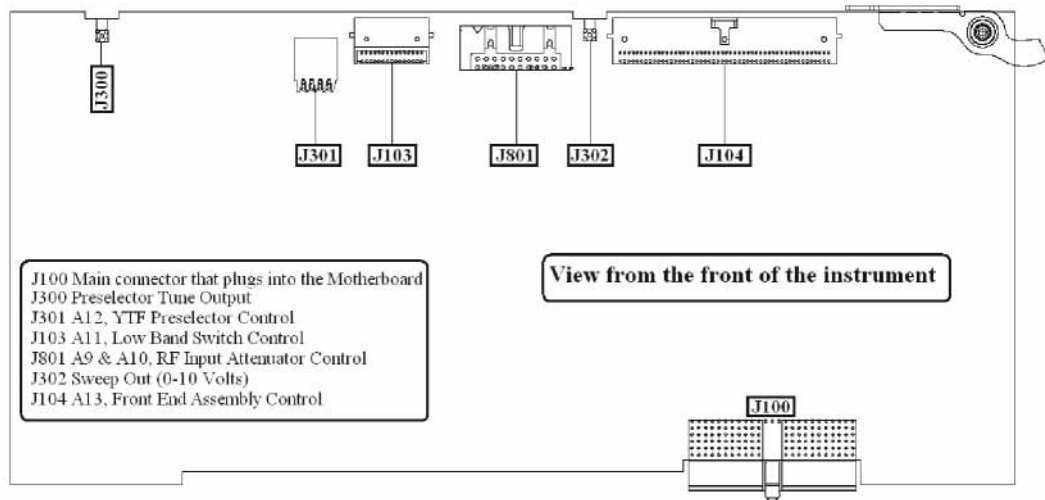 J300
J301
J103
J801
J302
J104
J100 Main connector that plugs into the Motherboard
J300 Preselector Tune Output
J301 A12, YTF Preselector Control
J103 A11, Low Band Switch Control
J801 A9 & A10, RF Input Attenuator Control
J302 Sweep Out (0-10 Volts)
J104 A13, Front End Assembly Control
View from the front of the instrument
J100